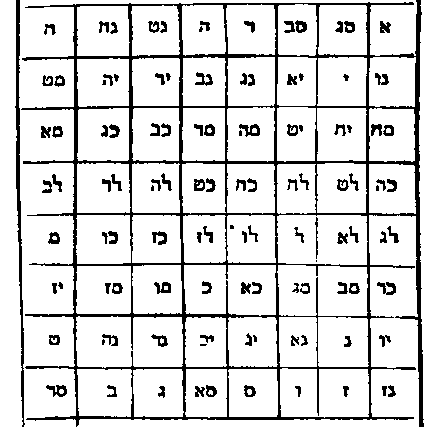 א סג סב ד ה נט נח ח
נו י יא נג נב יד יה מט
מח יח יט מה מד כב כג מא
כה לט לח כח כט לה לד לב
לג לא ל לו לז כז כו מ
כד מב מג כא כ מו מז יז
יו נ נא יג יב נד נה ט
נז ז ו ס סא ג ב סד